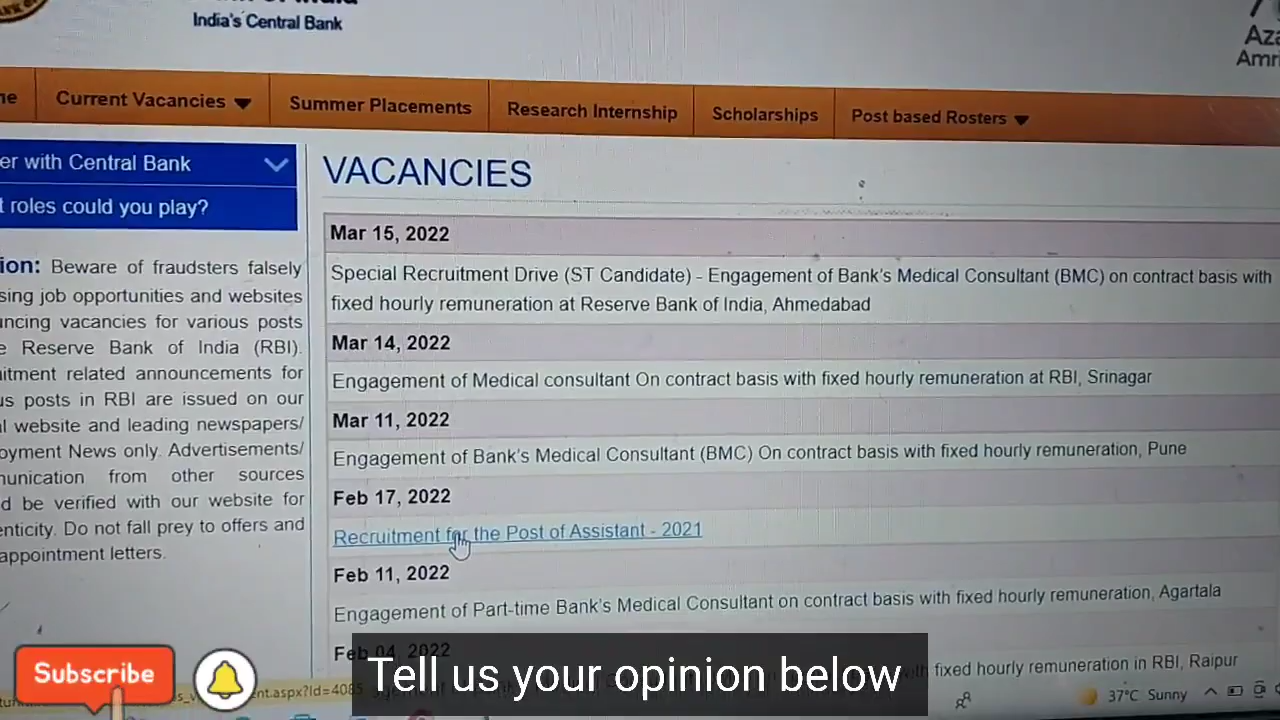 India's Central Bank
Aza
Amri
Current Vacancies
Summer Placements
Research Internship
Scholarships
Post based Rosters
er with Central Bank
t roles could you play?
VACANCIES
Mar 15, 2022
Special Recruitment Drive (ST Candidate) - Engagement of Bank's Medical Consultant (BMC) on contract basis with
fixed hourly remuneration at Reserve Bank of India, Ahmedabad
Mar 14, 2022
Engagement of Medical consultant On contract basis with fixed hourly remuneration at RBI, Srinagar
Mar 11, 2022
Engagement of Bank's Medical Consultant (BMC) On contract basis with fixed hourly remuneration, Pune
Feb 17, 2022
Recruitment for the Post of Assistant - 2021
Feb 11, 2022
Engagement of Part-time Bank's Medical Consultant on contract basis with fixed hourly remuneration, Agartala
Feb 04, 2022
fixed hourly remuneration in RBI, Raipur
ion: Beware of fraudsters falsely
sing job opportunities and websites
uncing vacancies for various posts
e Reserve Bank of India (RBI).
uitment related announcements for
us posts in RBI are issued on our
l website and leading newspapers/
oyment News only. Advertisements/
munication from other sources
d be verified with our website for
enticity. Do not fall prey to offers and
appointment letters.
Subscribe
ent.aspx?Id=4085
Tell us your opinion below
37°C Sunny